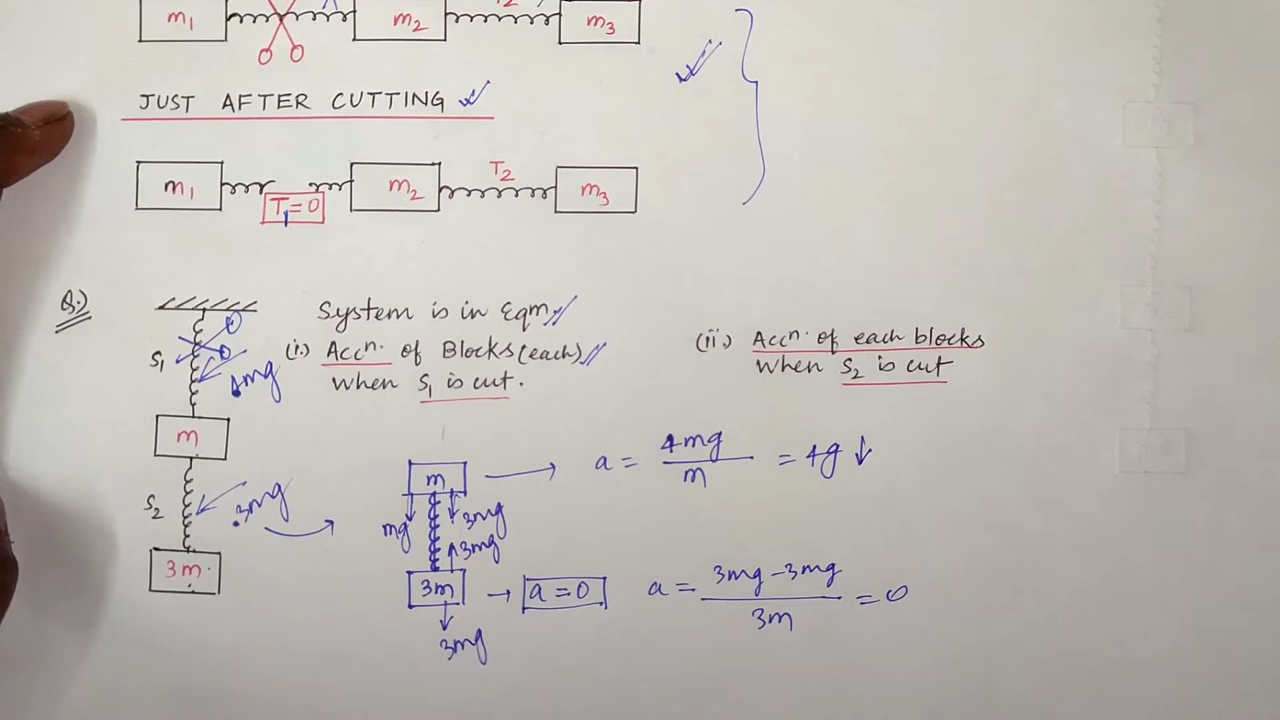 m₁ m₂ T₂ m₃
JUST AFTER CUTTING
m₁ T₁=0 m₂ T₂ m₃
Q.) System is in Eqm
(i.) Accⁿ. of Blocks (each)
when S₁ is cut.
(ii.) Accⁿ. of each blocks
when S₂ is cut
S₁ 4mg
m
S₂ 3mg
3m
m → a = 4mg/m = 4g ↓
mg 3mg
3mg
3m → a=0 a = (3mg-3mg)/3m = 0
3mg